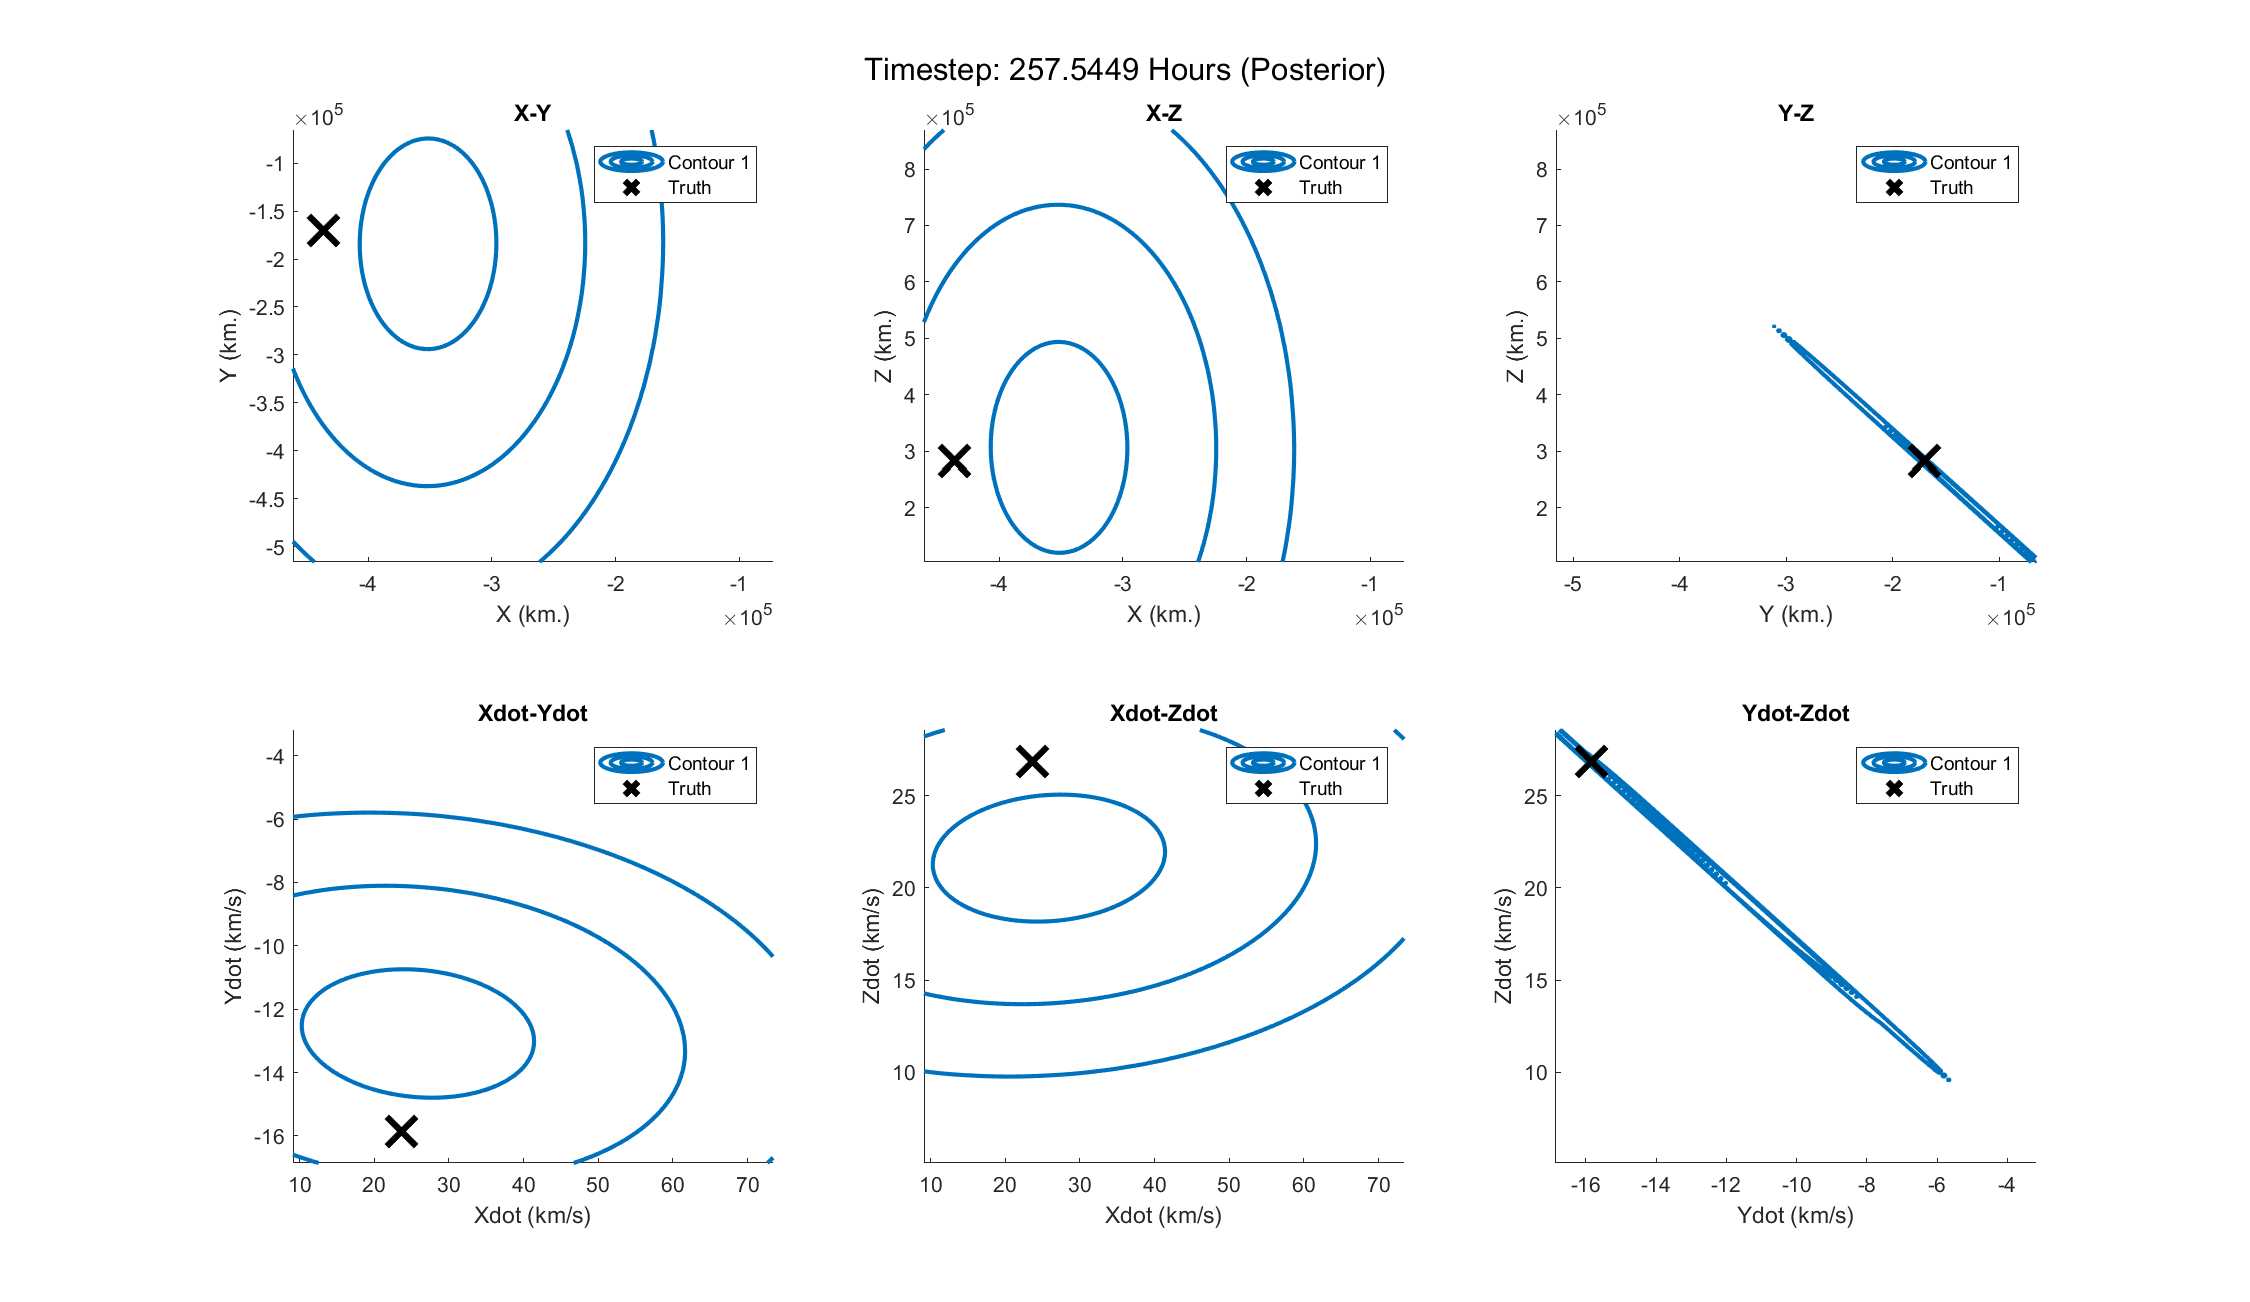 Timestep: 257.5449 Hours (Posterior)
X-Y
×10^5
Contour 1
Truth
-1
-1.5
-2
-2.5
-3
-3.5
-4
-4.5
-5
Y (km.)
-4 -3 -2 -1
X (km.)
×10^5
X-Z
×10^5
Contour 1
Truth
8
7
6
5
4
3
2
Z (km.)
-4 -3 -2 -1
X (km.)
×10^5
Y-Z
×10^5
Contour 1
Truth
8
7
6
5
4
3
2
Z (km.)
-5 -4 -3 -2 -1
Y (km.)
×10^5
Xdot-Ydot
Contour 1
Truth
-4
-6
-8
-10
-12
-14
-16
Ydot (km/s)
10 20 30 40 50 60 70
Xdot (km/s)
Xdot-Zdot
Contour 1
Truth
25
20
15
10
Zdot (km/s)
10 20 30 40 50 60 70
Xdot (km/s)
Ydot-Zdot
Contour 1
Truth
25
20
15
10
Zdot (km/s)
-16 -14 -12 -10 -8 -6 -4
Ydot (km/s)